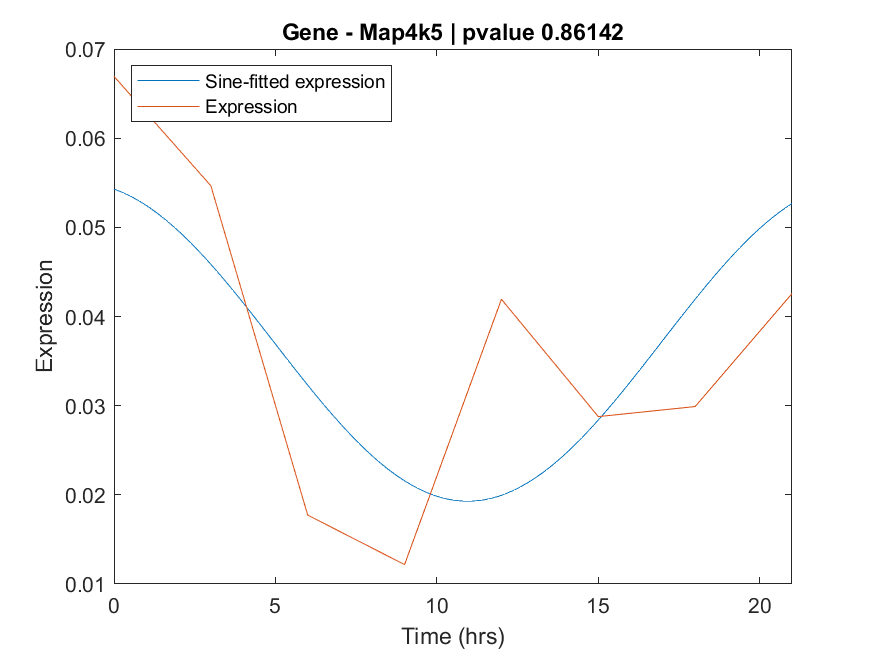 Gene - Map4k5 | pvalue 0.86142
0.07
Sine-fitted expression
Expression
0.06
0.05
0.04
0.03
0.02
0.01
Expression
0 5 10 15 20
Time (hrs)